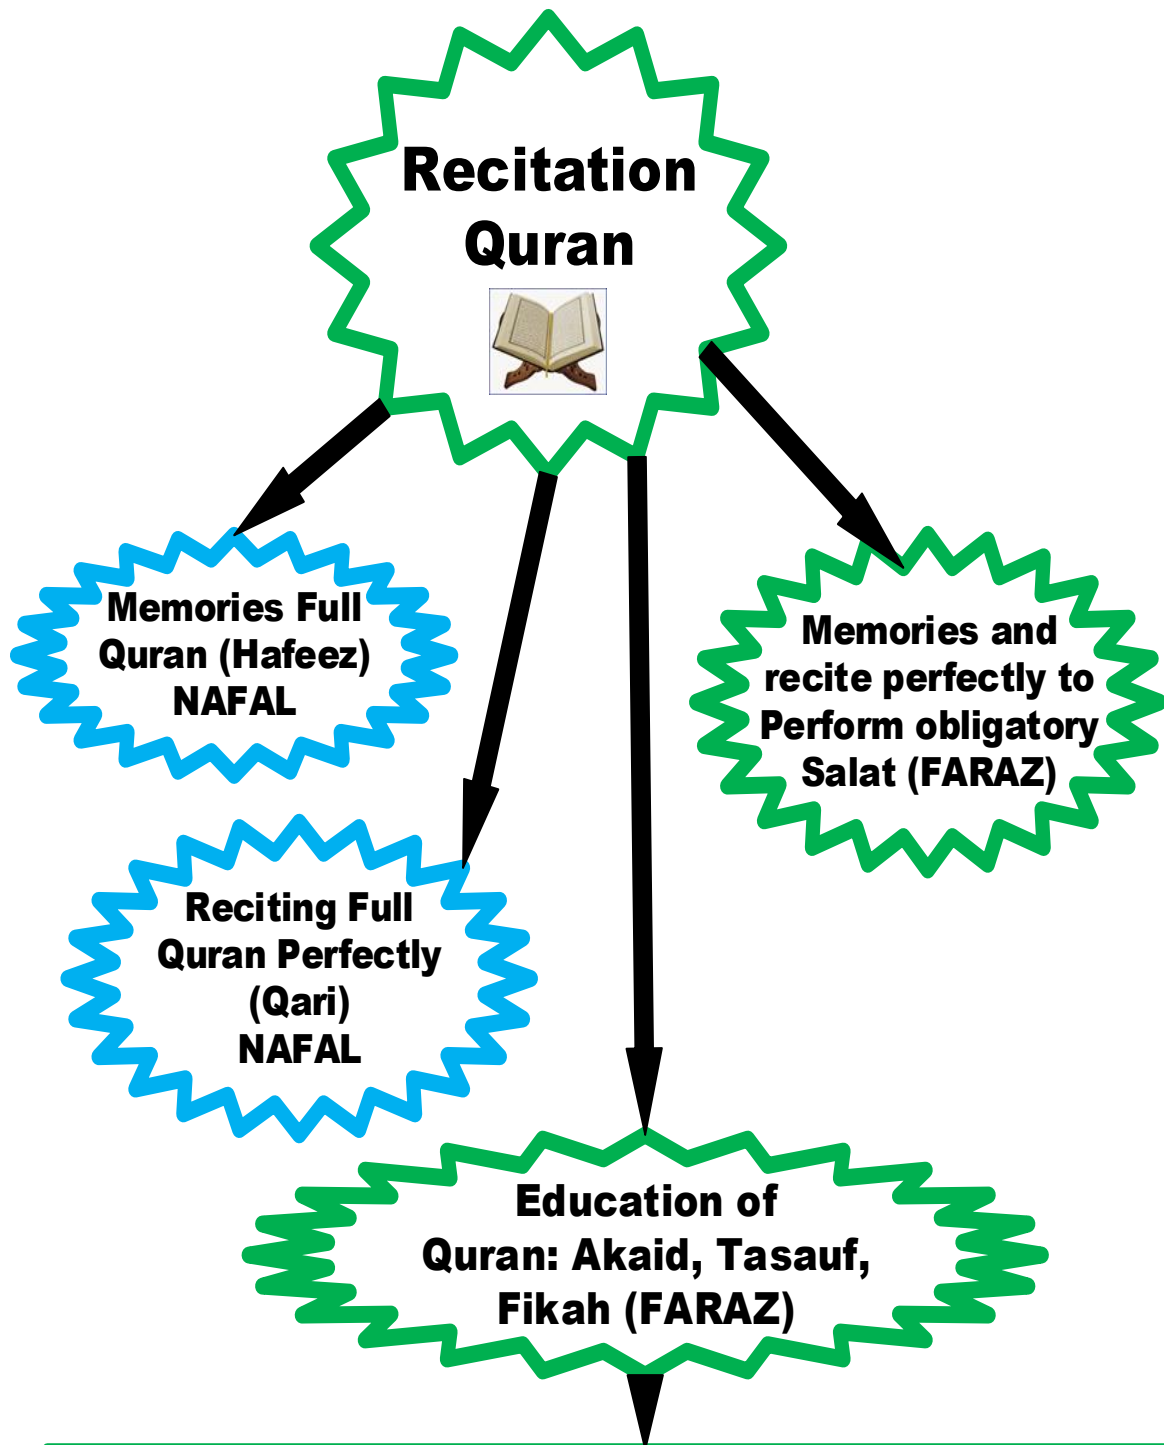 Recitation
Quran
Memories Full
Quran (Hafeez)
NAFAL
Memories and
recite perfectly to
Perform obligatory
Salat (FARAZ)
Reciting Full
Quran Perfectly
(Qari)
NAFAL
Education of
Quran: Akaid, Tasauf,
Fikah (FARAZ)